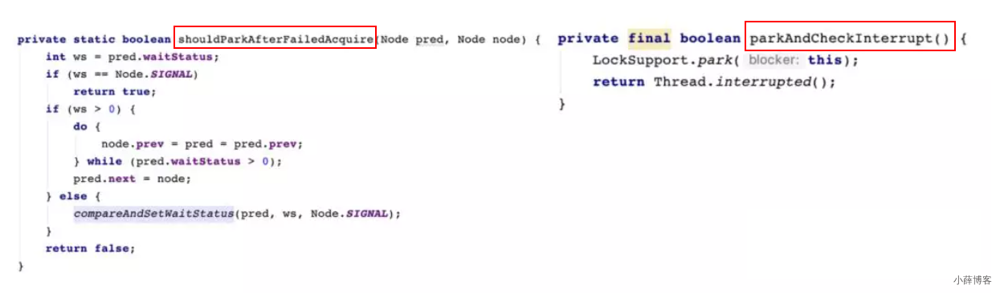 private static boolean shouldParkAfterFailedAcquire(Node pred, Node node) {
int ws = pred.waitStatus;
if (ws == Node.SIGNAL)
return true;
if (ws > 0) {
do {
node.prev = pred = pred.prev;
} while (pred.waitStatus > 0);
pred.next = node;
} else {
compareAndSetWaitStatus(pred, ws, Node.SIGNAL);
}
return false;
}
private final boolean parkAndCheckInterrupt() {
LockSupport.park( blocker: this);
return Thread.interrupted();
}
小薛博客